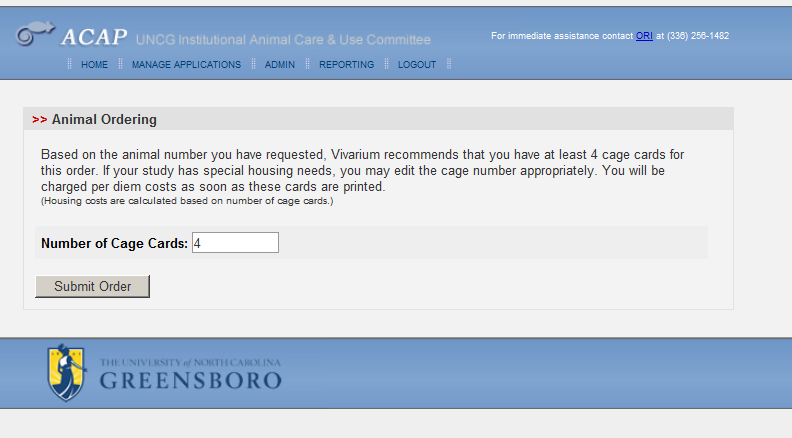 ACAP UNCG Institutional Animal Care & Use Committee
For immediate assistance contact ORI at (336) 256-1482
HOME MANAGE APPLICATIONS ADMIN REPORTING LOGOUT
>> Animal Ordering
Based on the animal number you have requested, Vivarium recommends that you have at least 4 cage cards for
this order. If your study has special housing needs, you may edit the cage number appropriately. You will be
charged per diem costs as soon as these cards are printed.
(Housing costs are calculated based on number of cage cards.)
Number of Cage Cards: 4
Submit Order
THE UNIVERSITY of NORTH CAROLINA
GREENSBORO